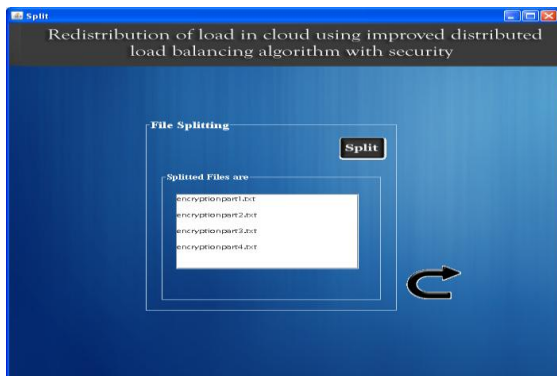 Split
Redistribution of load in cloud using improved distributed
load balancing algorithm with security
File Splitting
Split
Splitted Files are
encryptionpart1.txt
encryptionpart2.txt
encryptionpart3.txt
encryptionpart4.txt